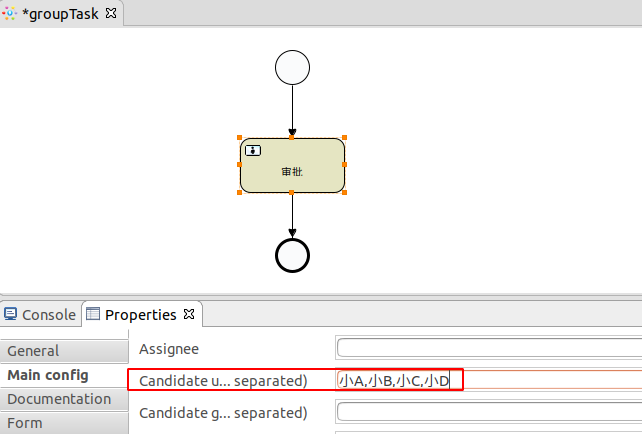 *groupTask
审批
Console
Properties
General
Assignee
Main config
Candidate u... separated)
小A,小B,小C,小D
Documentation
Candidate g... separated)
Form